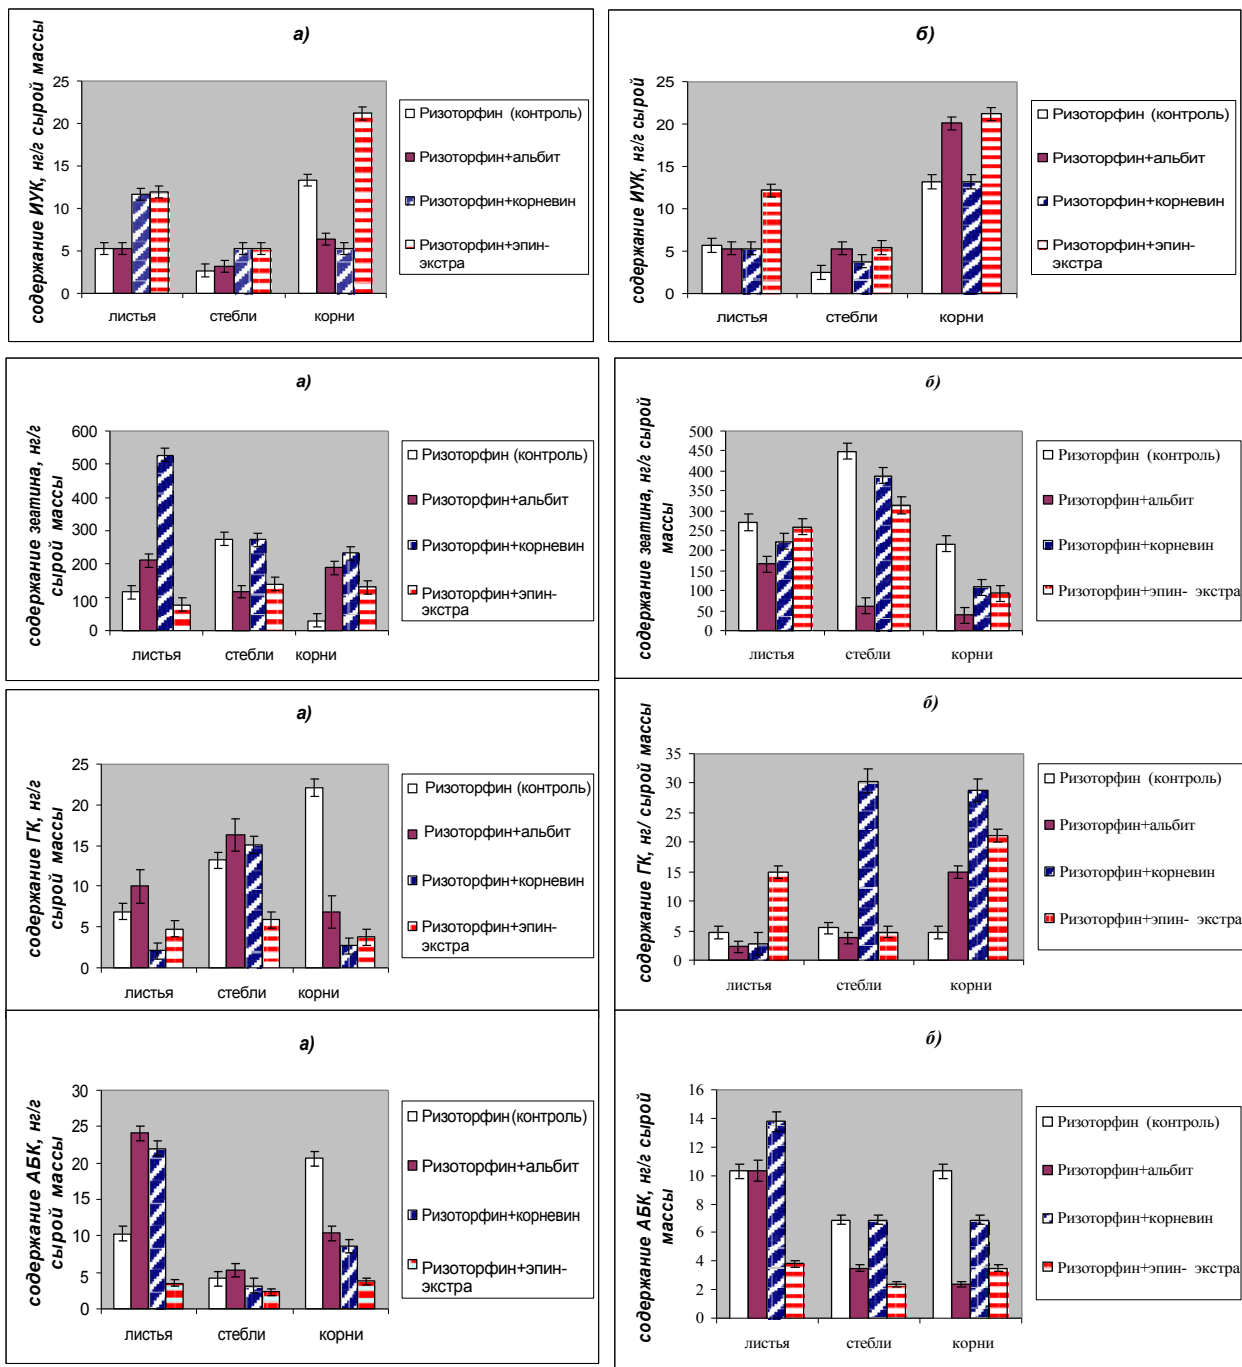 а)
содержание ИУК, нг/г сырой массы
25
20
15
10
5
0
листья
стебли
корни
Ризоторфин (контроль)
Ризоторфин+альбит
Ризоторфин+корневин
Ризоторфин+эпин-
экстра
б)
содержание ИУК, нг/г сырой
25
20
15
10
5
0
листья
стебли
корни
Ризоторфин (контроль)
Ризоторфин+альбит
Ризоторфин+корневин
Ризоторфин+эпин-
экстра
а)
содержание зеатина, нг/г
сырой массы
600
500
400
300
200
100
0
листья
стебли
корни
Ризоторфин (контроль)
Ризоторфин+альбит
Ризоторфин+корневин
Ризоторфин+эпин-
экстра
б)
содержание зеатина, нг/г сырой
массы
500
450
400
350
300
250
200
150
100
50
0
листья
стебли
корни
Ризоторфин (контроль)
Ризоторфин+альбит
Ризоторфин+корневин
Ризоторфин+эпин- экстра
а)
содержание ГК, нг/г
сырой массы
25
20
15
10
5
0
листья
стебли
корни
Ризоторфин (контроль)
Ризоторфин+альбит
Ризоторфин+корневин
Ризоторфин+эпин-
экстра
б)
содержание ГК, нг/ сырой массы
35
30
25
20
15
10
5
0
листья
стебли
корни
Ризоторфин (контроль)
Ризоторфин+альбит
Ризоторфин+корневин
Ризоторфин+эпин- экстра
а)
содержание АБК, нг/г
сырой массы
30
25
20
15
10
5
0
листья
стебли
корни
Ризоторфин (контроль)
Ризоторфин+альбит
Ризоторфин+корневин
Ризоторфин+эпин-
экстра
б)
содержание АБК, нг/г сырой
массы
16
14
12
10
8
6
4
2
0
листья
стебли
корни
Ризоторфин (контроль)
Ризоторфин+альбит
Ризоторфин+корневин
Ризоторфин+эпин- экстра